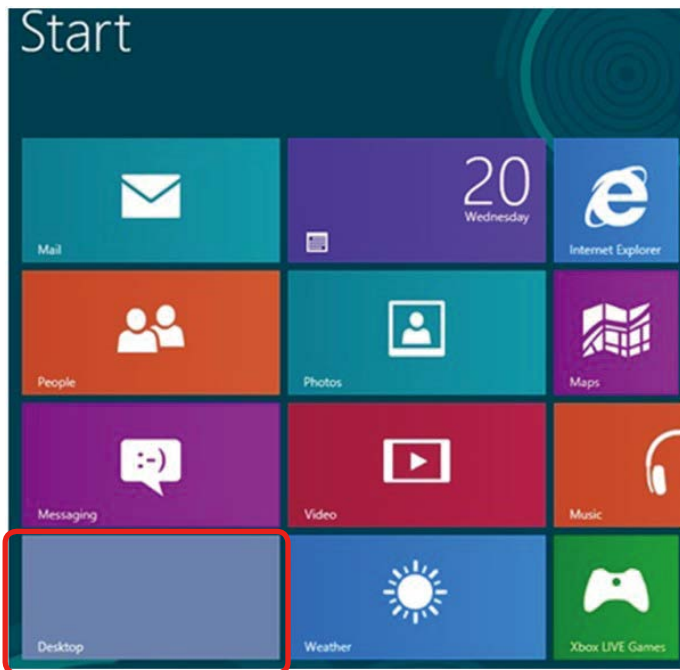 Start
Mail
20
Wednesday
Internet Explorer
People
Photos
Maps
:-)
Messaging
Video
Music
Desktop
Weather
Xbox LIVE Games